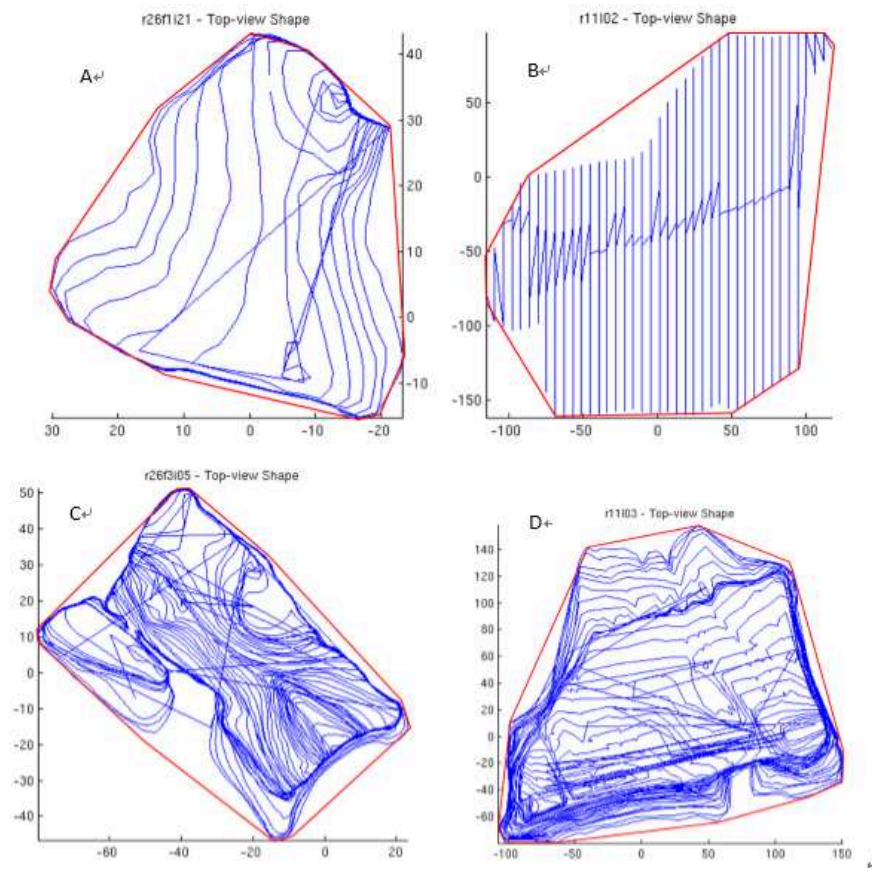 r26f1i21 - Top-view Shape
A↵
40
30
20
10
0
-10
30 20 10 0 -10 -20
r11l02 - Top-view Shape
B↵
50
0
-50
-100
-150
-100 -50 0 50 100
r26f3i05 - Top-view Shape
C↵
50
40
30
20
10
0
-10
-20
-30
-40
-60 -40 -20 0 20
r11l03 - Top-view Shape
D↵
140
120
100
80
60
40
20
0
-20
-40
-60
-100 -50 0 50 100 150
↵